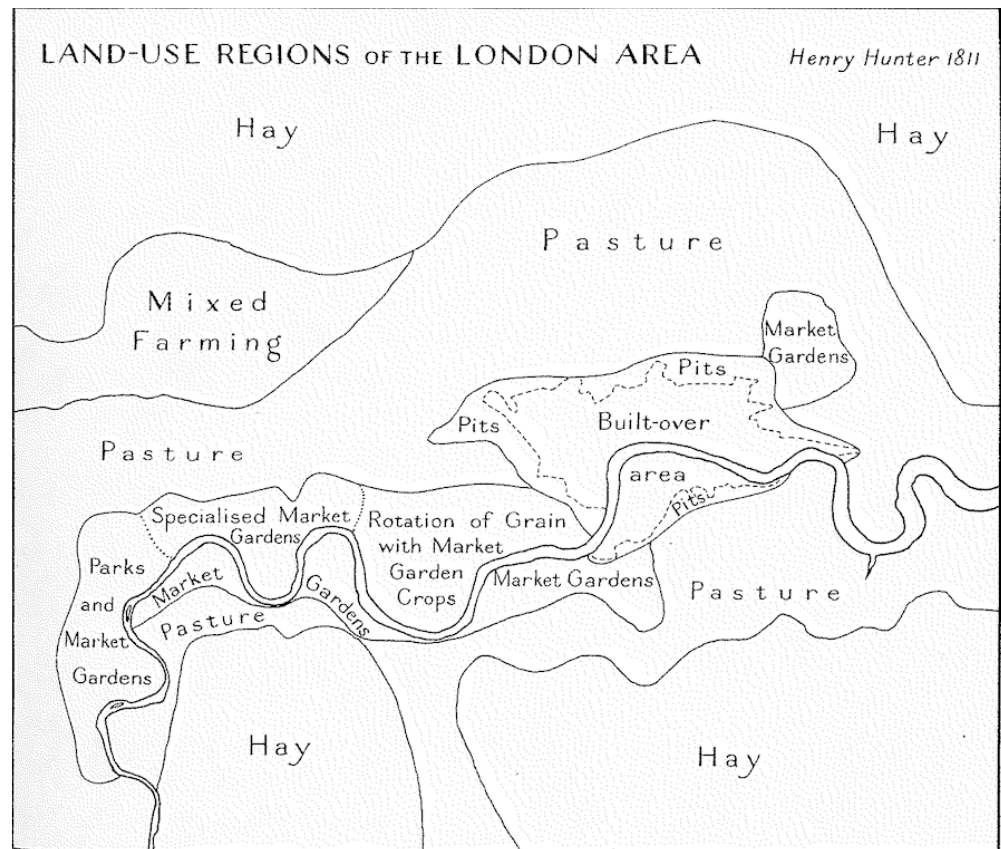 LAND-USE REGIONS OF THE LONDON AREA
Henry Hunter 1811
Hay
Hay
Pasture
Mixed
Farming
Market
Gardens
Pits
Pits
Built-over
area
Pits
Pasture
Specialised Market
Gardens
Rotation of Grain
with Market
Garden
Crops
Parks
and
Market
Gardens
Market Gardens
Pasture
Market Gardens
Pasture
Hay
Hay